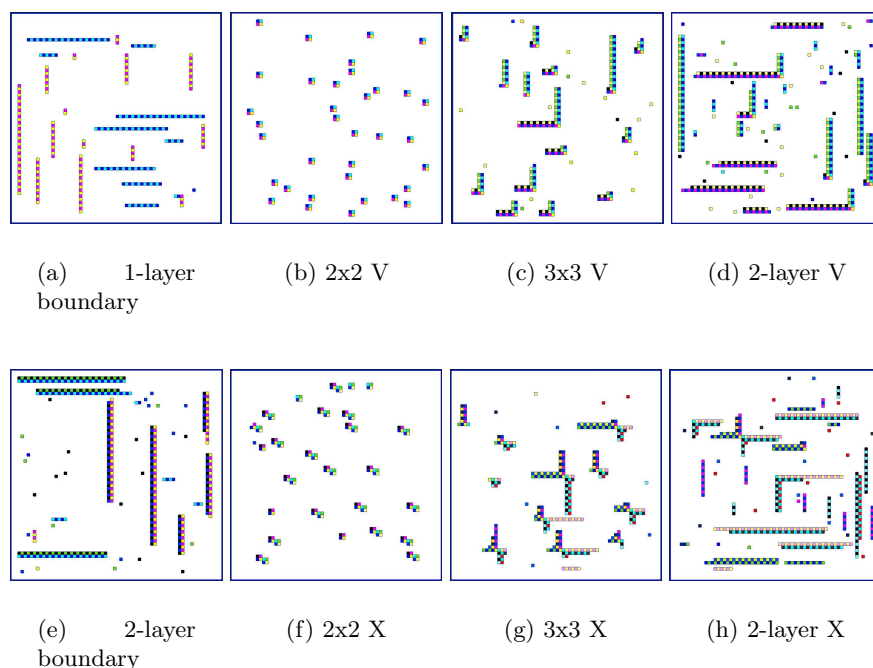 (a) 1-layer
boundary
(b) 2x2 V
(c) 3x3 V
(d) 2-layer V
(e) 2-layer
boundary
(f) 2x2 X
(g) 3x3 X
(h) 2-layer X